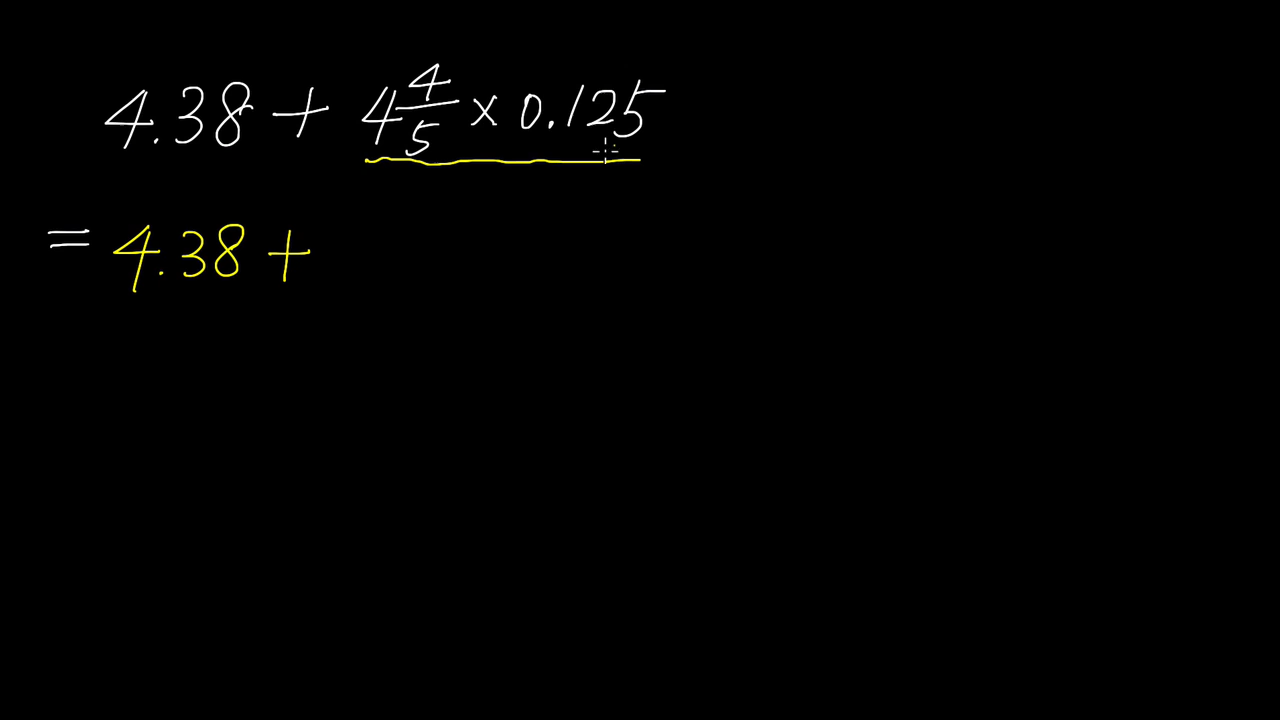 4.38 + 4 4/5 × 0.125
= 4.38 +